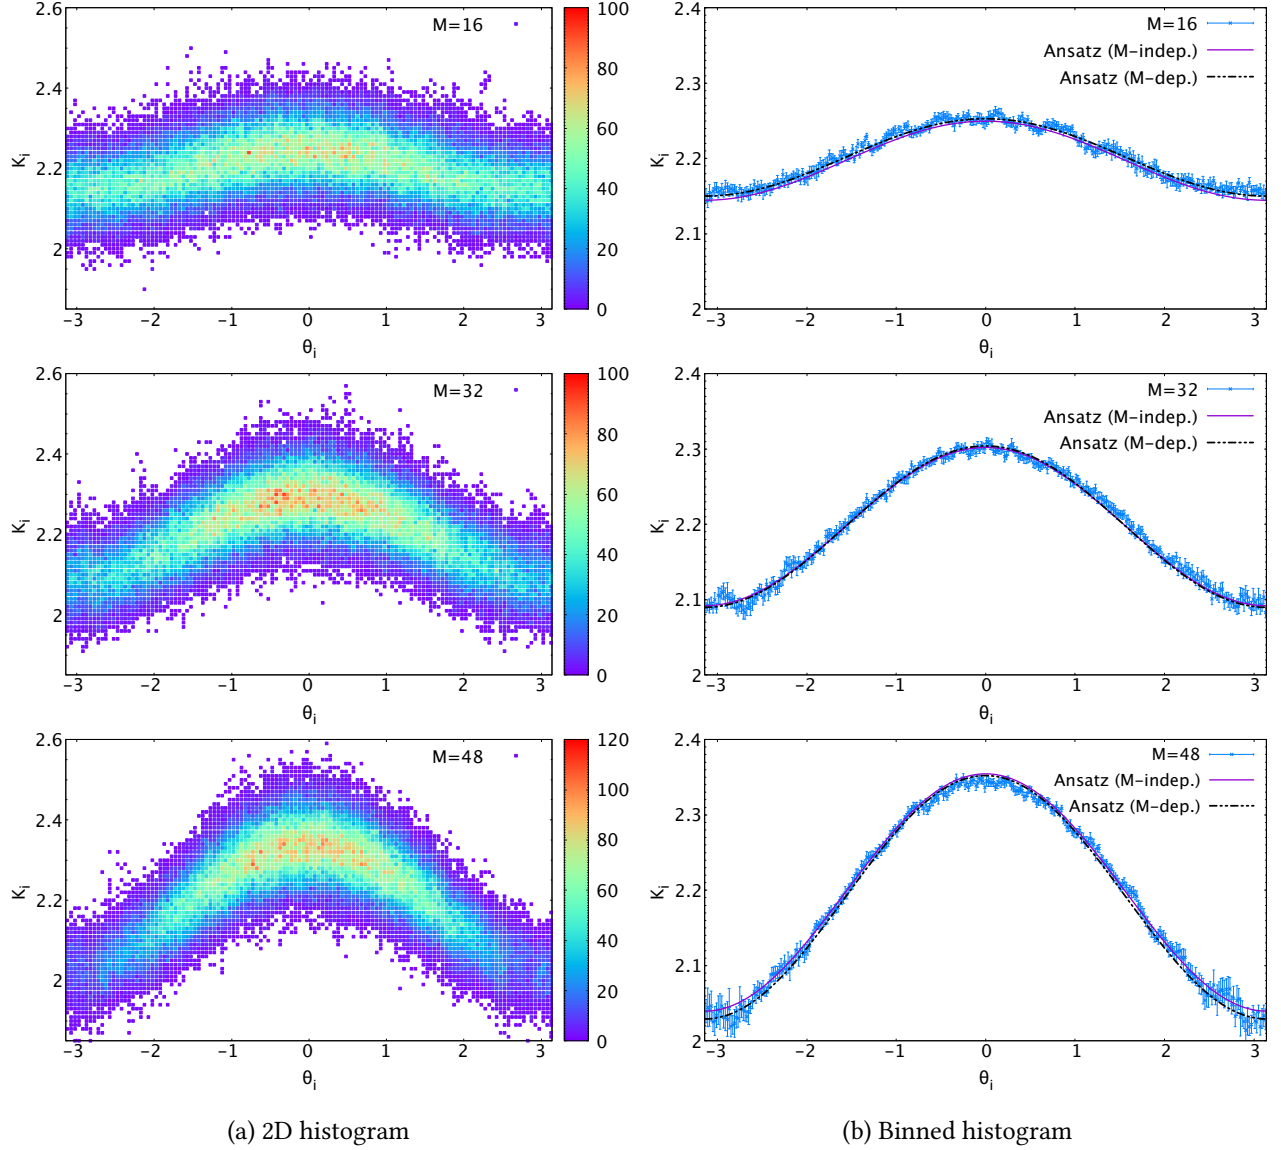 2.6
2.4
2.2
2
K_i
M=16
100
80
60
40
20
0
−3 −2 −1 0 1 2 3
θ_i
2.4
2.3
2.2
2.1
2
K_i
M=16
Ansatz (M-indep.)
Ansatz (M-dep.)
−3 −2 −1 0 1 2 3
θ_i
2.6
2.4
2.2
2
K_i
M=32
100
80
60
40
20
0
−3 −2 −1 0 1 2 3
θ_i
2.4
2.3
2.2
2.1
2
K_i
M=32
Ansatz (M-indep.)
Ansatz (M-dep.)
−3 −2 −1 0 1 2 3
θ_i
2.6
2.4
2.2
2
K_i
M=48
120
100
80
60
40
20
0
−3 −2 −1 0 1 2 3
θ_i
2.4
2.3
2.2
2.1
2
K_i
M=48
Ansatz (M-indep.)
Ansatz (M-dep.)
−3 −2 −1 0 1 2 3
θ_i
(a) 2D histogram
(b) Binned histogram